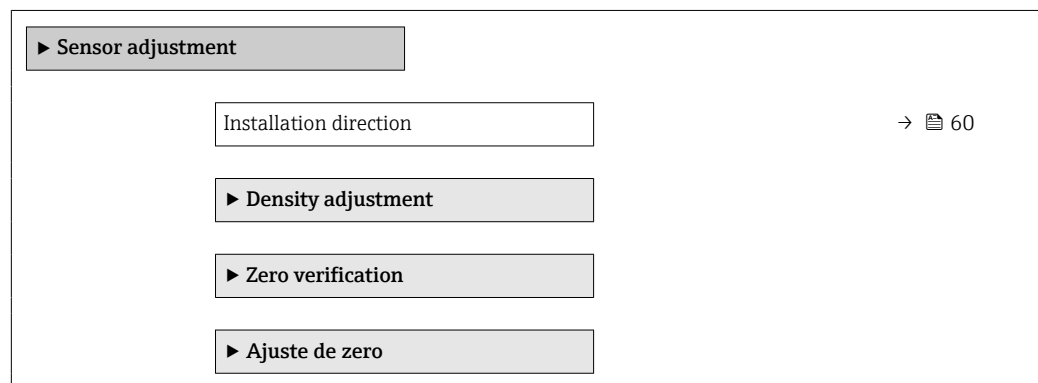 ▶ Sensor adjustment
Installation direction → 60
▶ Density adjustment
▶ Zero verification
▶ Ajuste de zero